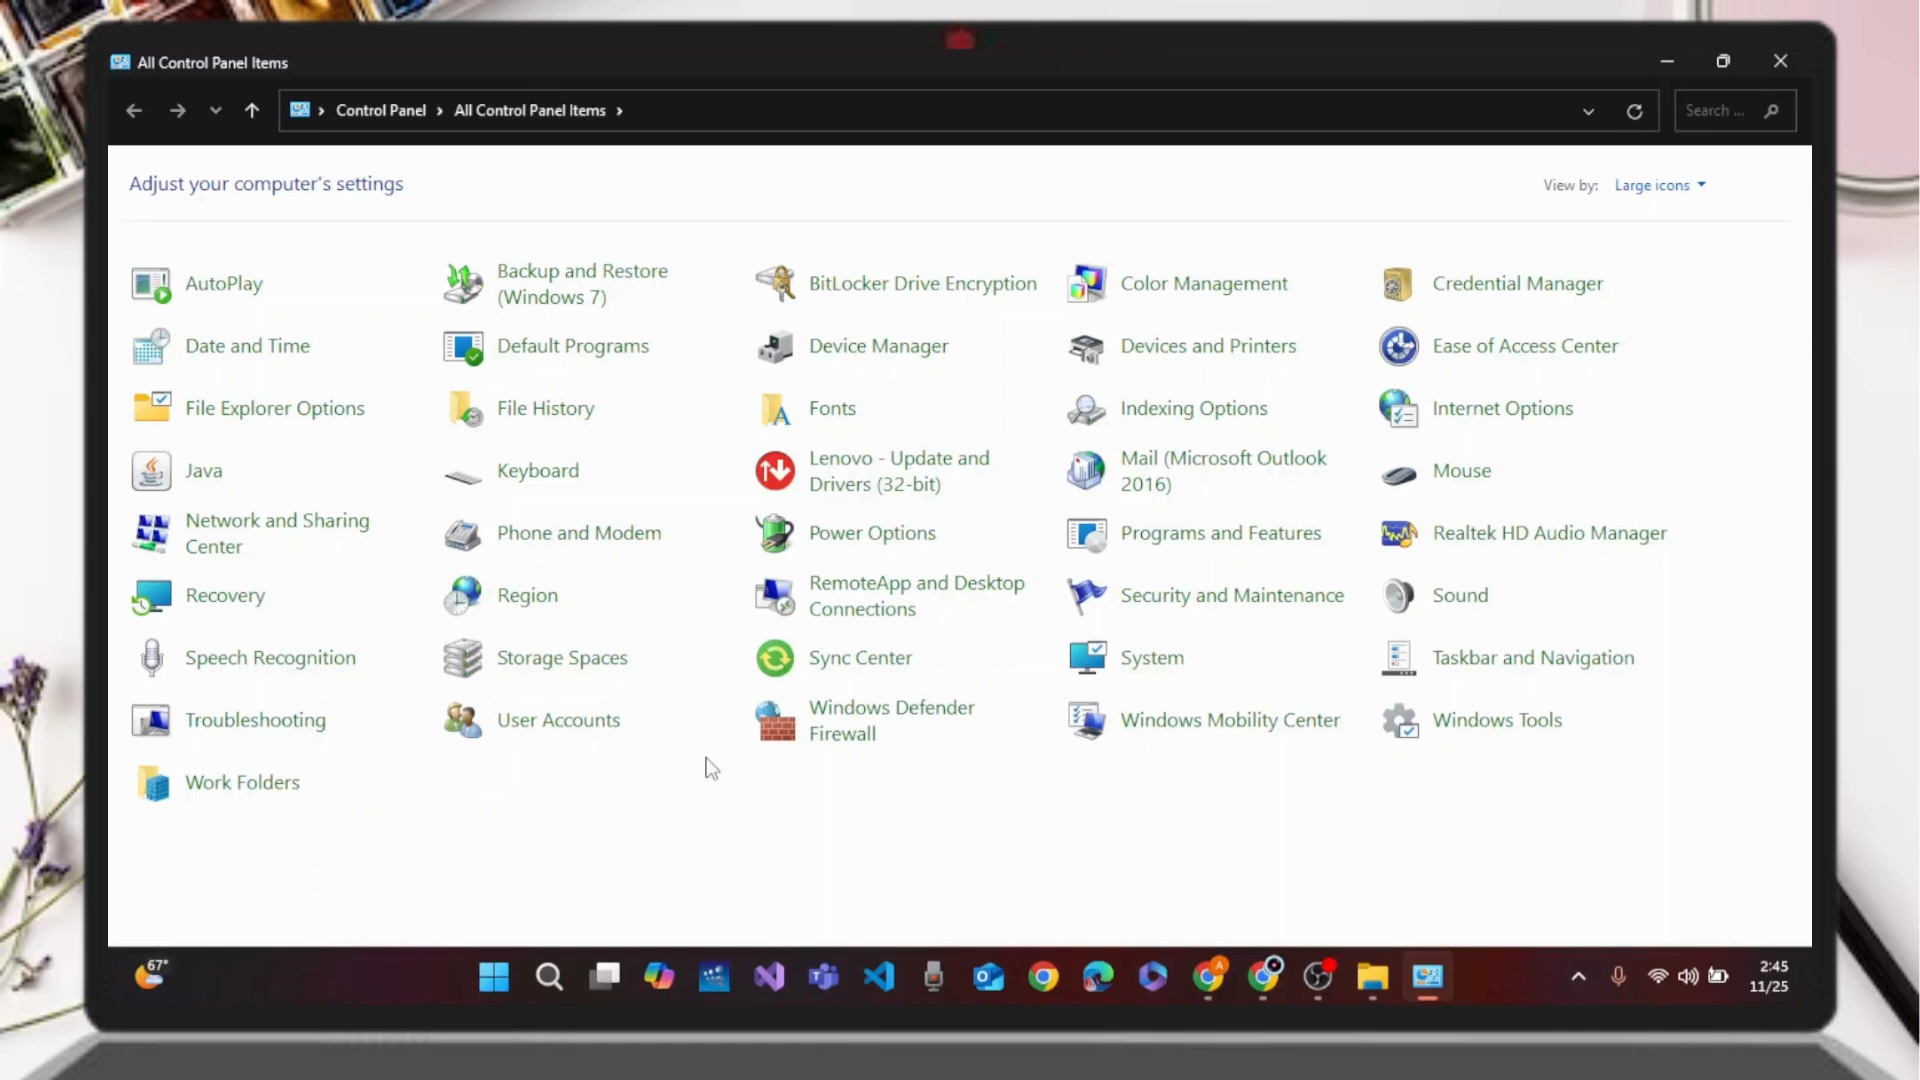 All Control Panel Items
Control Panel > All Control Panel Items >
Search ...
Adjust your computer's settings
View by: Large icons
AutoPlay
Backup and Restore
(Windows 7)
BitLocker Drive Encryption
Color Management
Credential Manager
Date and Time
Default Programs
Device Manager
Devices and Printers
Ease of Access Center
File Explorer Options
File History
Fonts
Indexing Options
Internet Options
Java
Keyboard
Lenovo - Update and
Drivers (32-bit)
Mail (Microsoft Outlook
2016)
Mouse
Network and Sharing
Center
Phone and Modem
Power Options
Programs and Features
Realtek HD Audio Manager
Recovery
Region
RemoteApp and Desktop
Connections
Security and Maintenance
Sound
Speech Recognition
Storage Spaces
Sync Center
System
Taskbar and Navigation
Troubleshooting
User Accounts
Windows Defender
Firewall
Windows Mobility Center
Windows Tools
Work Folders
67°
2:45
11/25